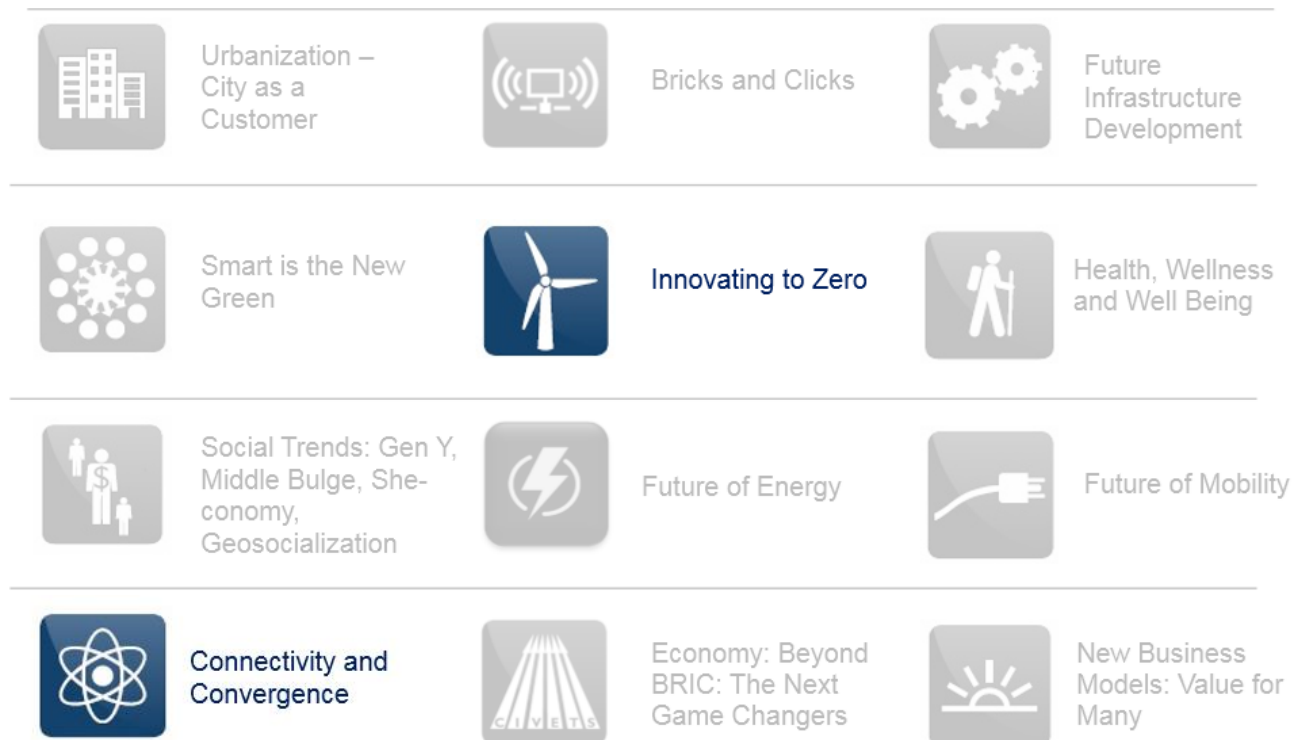 Urbanization –
City as a
Customer
Bricks and Clicks
Future
Infrastructure
Development
Smart is the New
Green
Innovating to Zero
Health, Wellness
and Well Being
$
Social Trends: Gen Y,
Middle Bulge, She-
conomy,
Geosocialization
Future of Energy
Future of Mobility
Connectivity and
Convergence
CIVETS
Economy: Beyond
BRIC: The Next
Game Changers
New Business
Models: Value for
Many